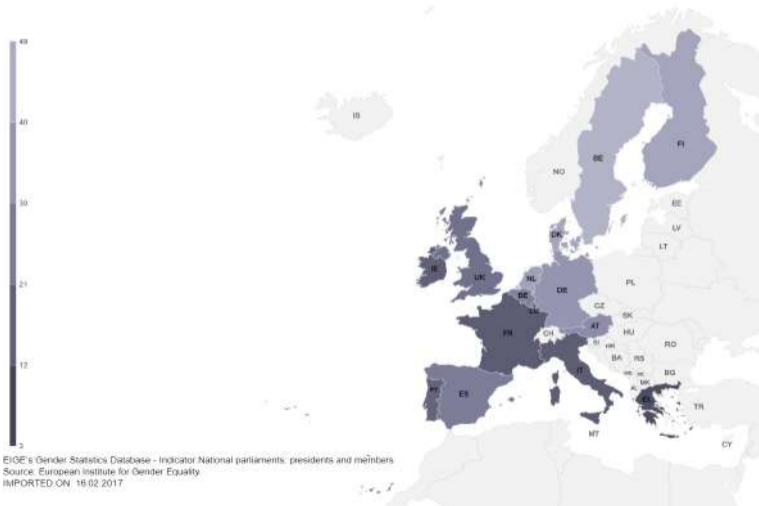 49
40
30
21
12
3
IS
NO
SE
FI
EE
LV
LT
DK
IE
UK
NL
BE
DE
PL
LU
CZ
SK
FR
CH
AT
HU
SI
HR
RO
BA
RS
IT
BG
MK
AL
PT
ES
EL
TR
MT
CY
EIGE's Gender Statistics Database - Indicator:National parliaments: presidents and members
Source: European Institute for Gender Equality
IMPORTED ON: 16.02.2017